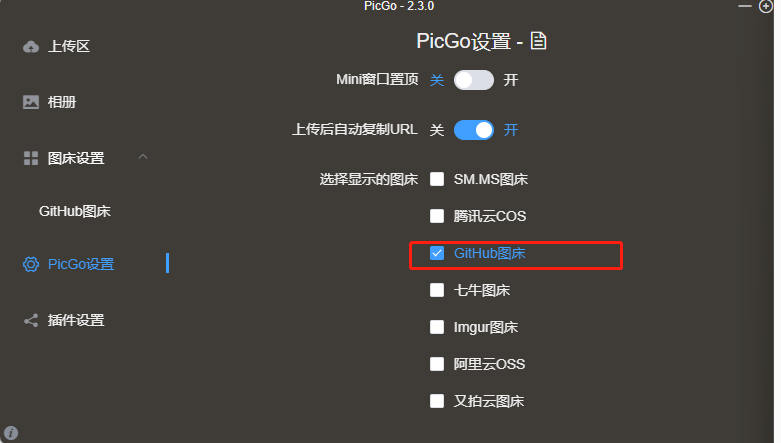 PicGo - 2.3.0
上传区
相册
图床设置
GitHub图床
PicGo设置
插件设置
PicGo设置 -
Mini窗口置顶 关 开
上传后自动复制URL 关 开
选择显示的图床 SM.MS图床
腾讯云COS
GitHub图床
七牛图床
Imgur图床
阿里云OSS
又拍云图床